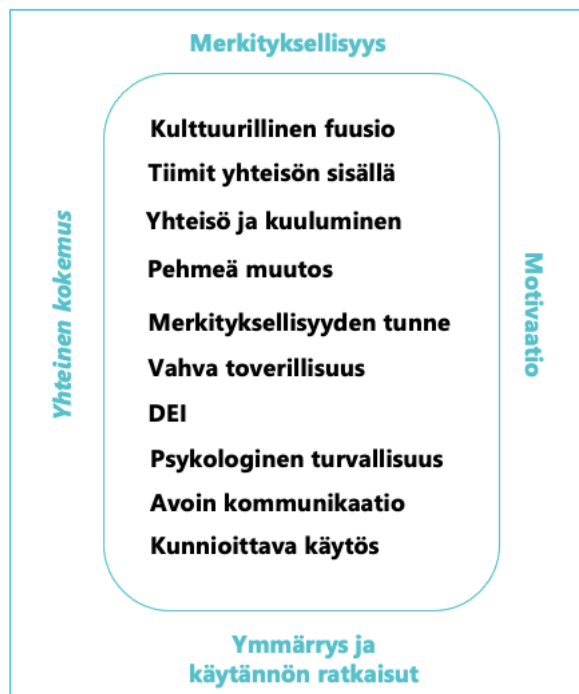 Merkityksellisyys
Yhteinen kokemus
Kulttuurillinen fuusio
Tiimit yhteisön sisällä
Yhteisö ja kuuluminen
Pehmeä muutos
Merkityksellisyyden tunne
Vahva toverillisuus
DEI
Psykologinen turvallisuus
Avoin kommunikaatio
Kunnioittava käytös
Motivaatio
Ymmärrys ja
käytännön ratkaisut